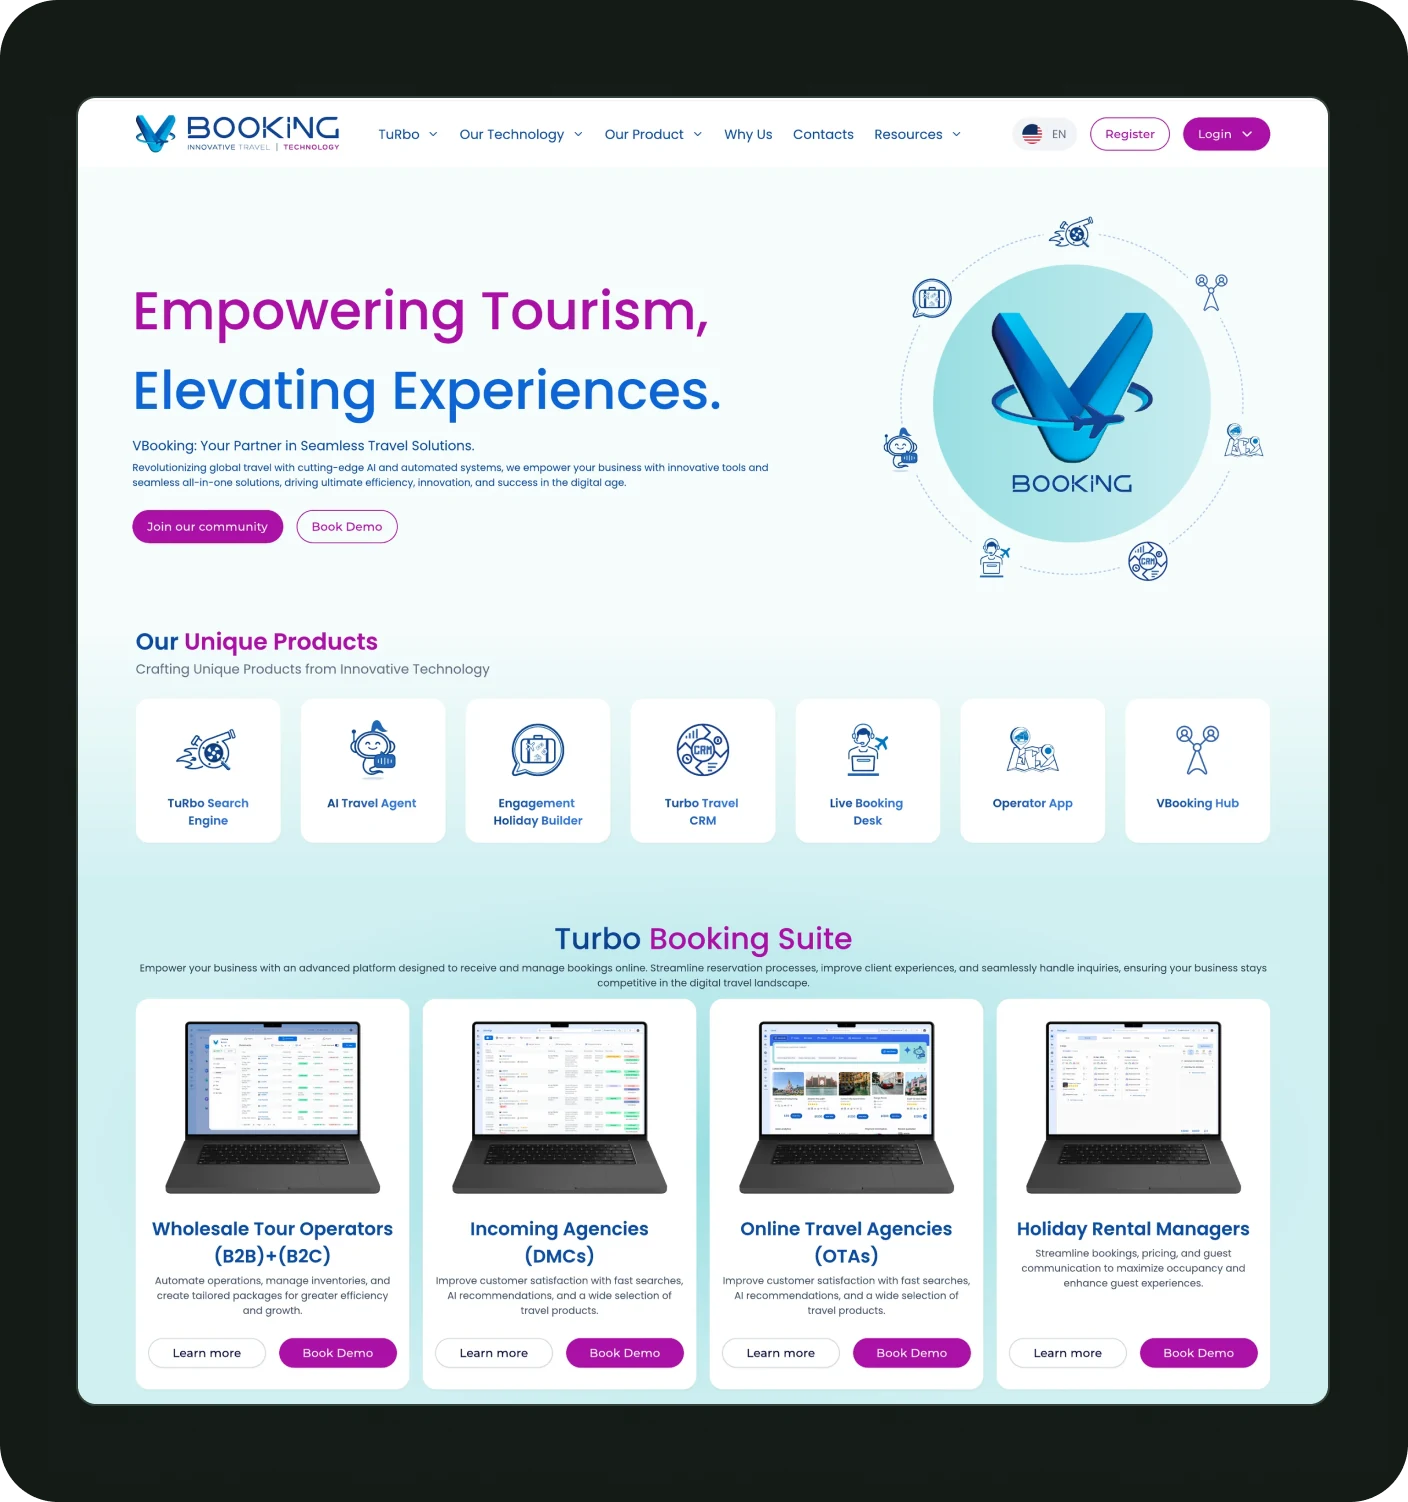 BOOKING
INNOVATIVE TRAVEL | TECHNOLOGY
TuRbo
Our Technology
Our Product
Why Us
Contacts
Resources
EN
Register
Login
Empowering Tourism,
Elevating Experiences.
VBooking: Your Partner in Seamless Travel Solutions.
Revolutionizing global travel with cutting-edge AI and automated systems, we empower your business with innovative tools and
seamless all-in-one solutions, driving ultimate efficiency, innovation, and success in the digital age.
Join our community
Book Demo
BOOKING
CRM
Our Unique Products
Crafting Unique Products from Innovative Technology
TuRbo Search
Engine
AI Travel Agent
Engagement
Holiday Builder
CRM
Turbo Travel
CRM
Live Booking
Desk
Operator App
VBooking Hub
Turbo Booking Suite
Empower your business with an advanced platform designed to receive and manage bookings online. Streamline reservation processes, improve client experiences, and seamlessly handle inquiries, ensuring your business stays
competitive in the digital travel landscape.
Wholesale Tour Operators
(B2B)+(B2C)
Automate operations, manage inventories, and
create tailored packages for greater efficiency
and growth.
Learn more
Book Demo
Incoming Agencies
(DMCs)
Improve customer satisfaction with fast searches,
AI recommendations, and a wide selection of
travel products.
Learn more
Book Demo
Online Travel Agencies
(OTAs)
Improve customer satisfaction with fast searches,
AI recommendations, and a wide selection of
travel products.
Learn more
Book Demo
Holiday Rental Managers
Streamline bookings, pricing, and guest
communication to maximize occupancy and
enhance guest experiences.
Learn more
Book Demo